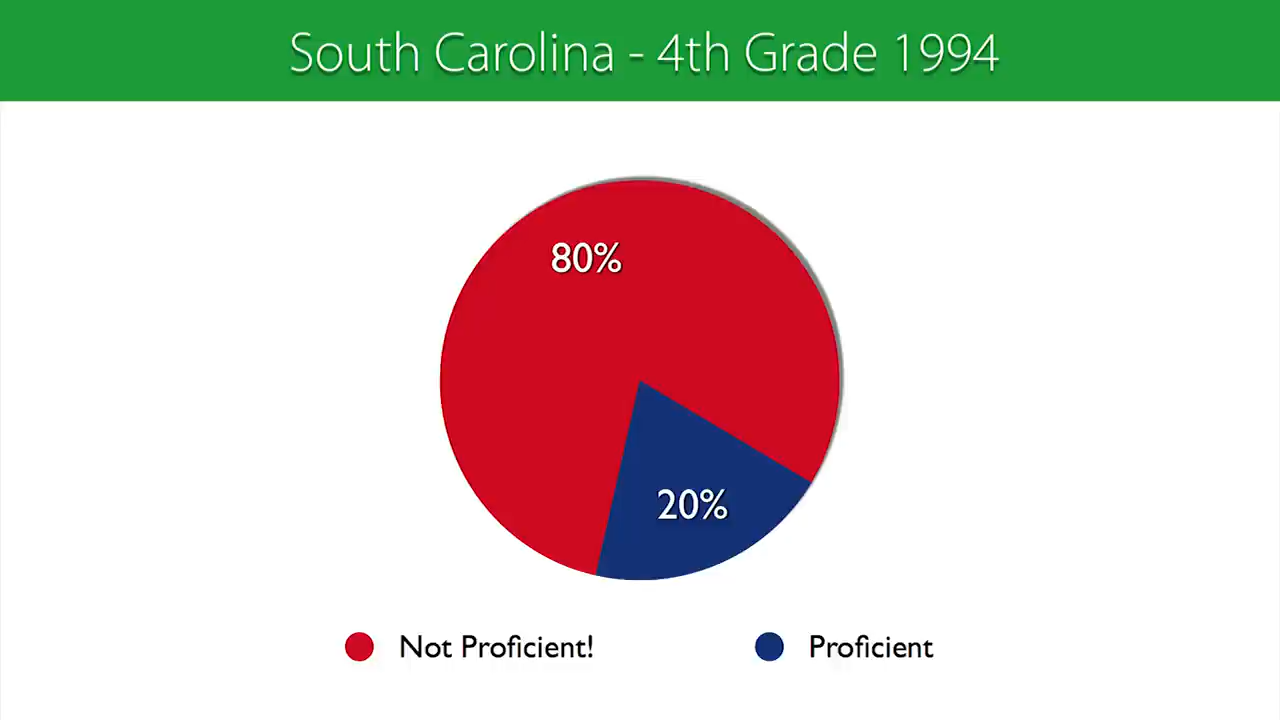 South Carolina - 4th Grade 1994
80%
20%
Not Proficient!
Proficient